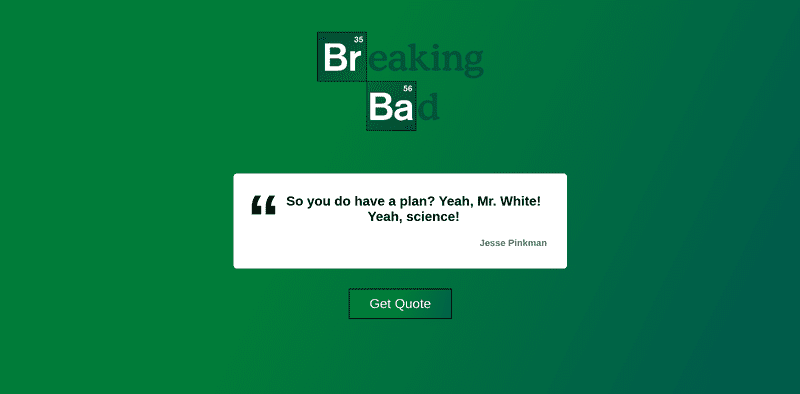 35
Breaking
56
Bad
“ So you do have a plan? Yeah, Mr. White!
Yeah, science!
Jesse Pinkman
Get Quote